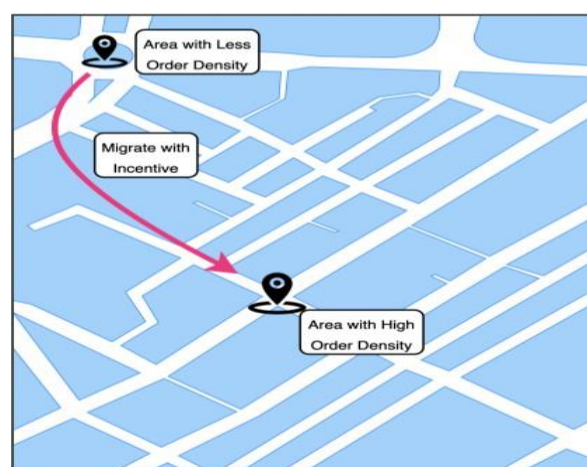 Area with Less
Order Density
Migrate with
Incentive
Area with High
Order Density